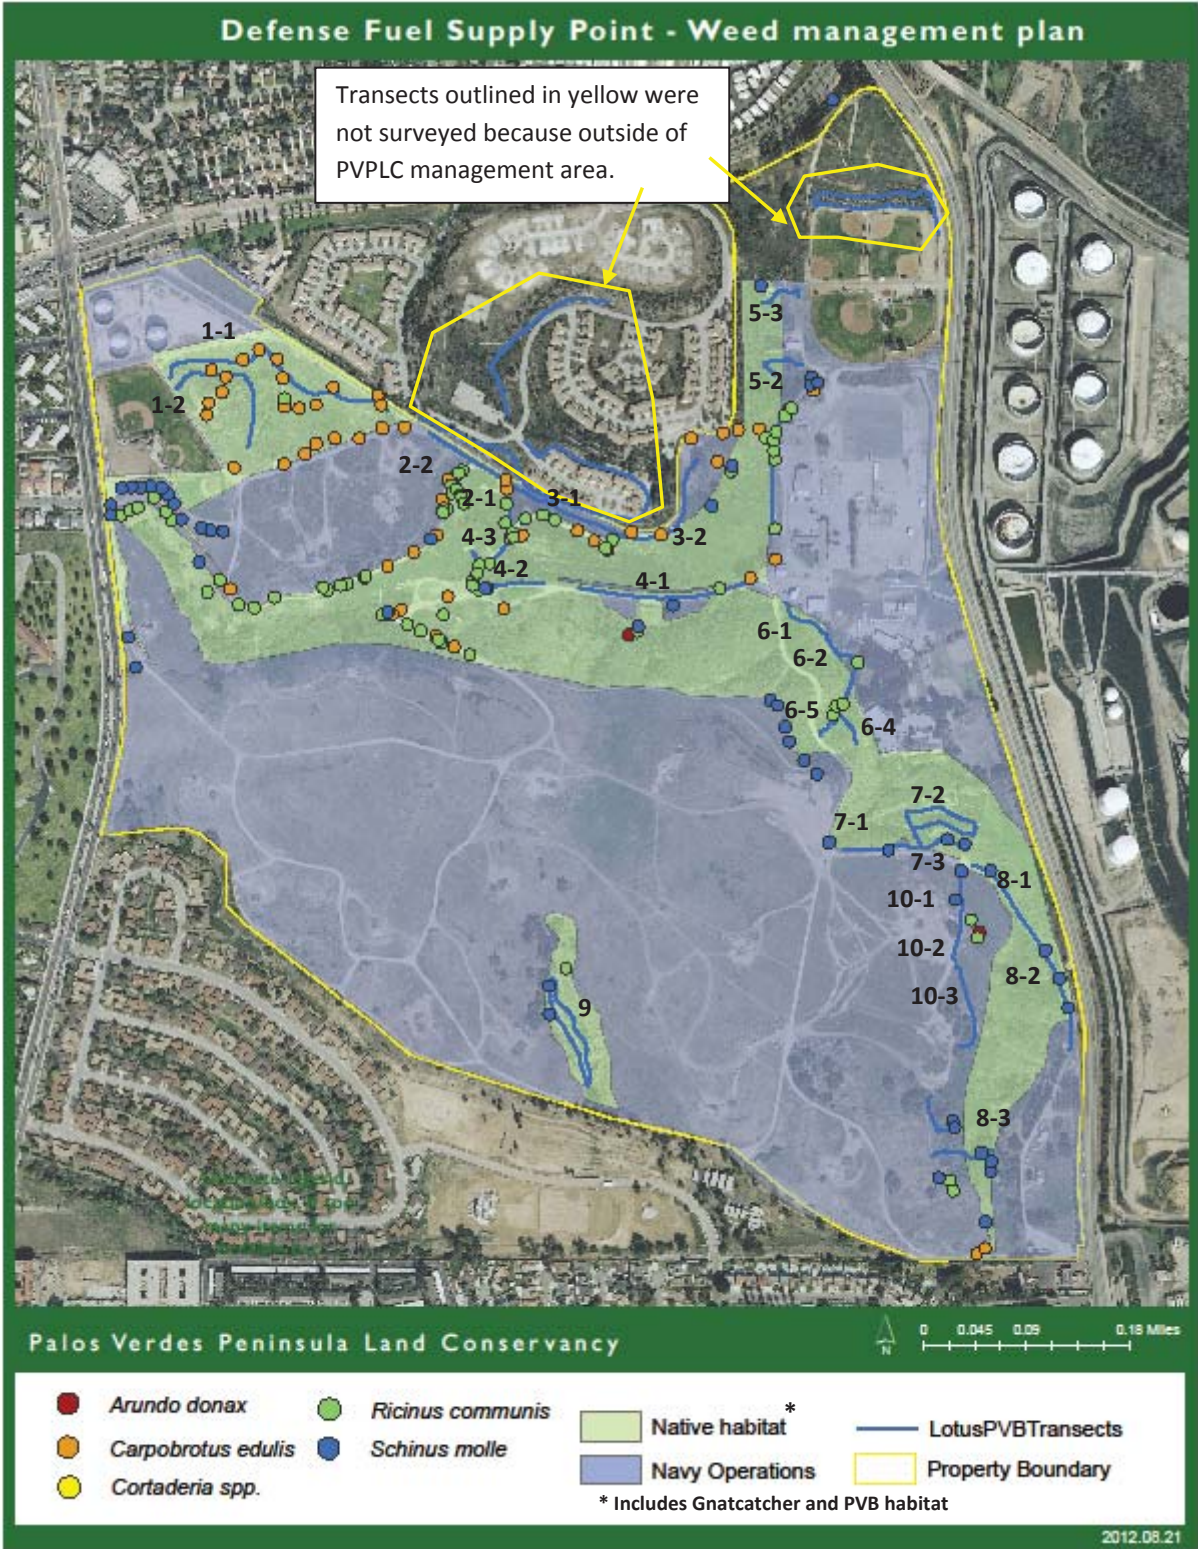 Defense Fuel Supply Point - Weed management plan
Transects outlined in yellow were
not surveyed because outside of
PVPLC management area.
5-3
1-1
5-2
1-2
2-2
2-1
3-1
4-3
3-2
4-2
4-1
6-1
6-2
6-5
6-4
7-2
7-1
7-3
8-1
10-1
10-2
8-2
10-3
9
8-3
Palos Verdes Peninsula Land Conservancy
N
0 0.045 0.09 0.18 Miles
Arundo donax
Carpobrotus edulis
Cortaderia spp.
Ricinus communis
Schinus molle
Native habitat *
Navy Operations
LotusPVBTransects
Property Boundary
* Includes Gnatcatcher and PVB habitat
2012.08.21